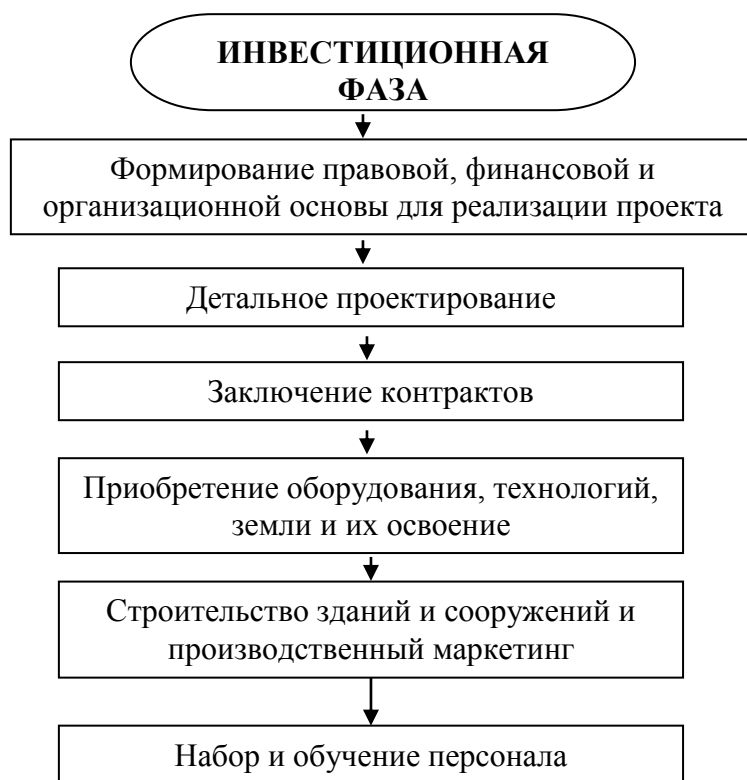 ИНВЕСТИЦИОННАЯ
ФАЗА
Формирование правовой, финансовой и
организационной основы для реализации проекта
Детальное проектирование
Заключение контрактов
Приобретение оборудования, технологий,
земли и их освоение
Строительство зданий и сооружений и
производственный маркетинг
Набор и обучение персонала